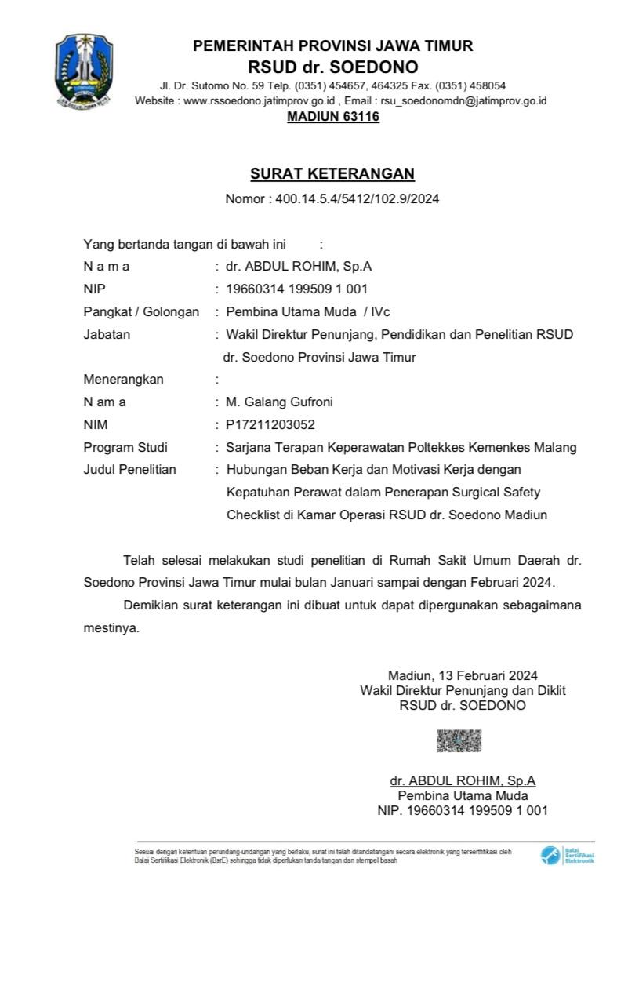 PEMERINTAH PROVINSI JAWA TIMUR
RSUD dr. SOEDONO
Jl. Dr. Sutomo No. 59 Telp. (0351) 454657, 464325 Fax. (0351) 458054
Website : www.rssoedono.jatimprov.go.id , Email : rsu_soedonomdn@jatimprov.go.id
MADIUN 63116
SURAT KETERANGAN
Nomor : 400.14.5.4/5412/102.9/2024
Yang bertanda tangan di bawah ini :
N a m a : dr. ABDUL ROHIM, Sp.A
NIP : 19660314 199509 1 001
Pangkat / Golongan : Pembina Utama Muda / IVc
Jabatan : Wakil Direktur Penunjang, Pendidikan dan Penelitian RSUD
dr. Soedono Provinsi Jawa Timur
Menerangkan :
N am a : M. Galang Gufroni
NIM : P17211203052
Program Studi : Sarjana Terapan Keperawatan Poltekkes Kemenkes Malang
Judul Penelitian : Hubungan Beban Kerja dan Motivasi Kerja dengan
Kepatuhan Perawat dalam Penerapan Surgical Safety
Checklist di Kamar Operasi RSUD dr. Soedono Madiun
Telah selesai melakukan studi penelitian di Rumah Sakit Umum Daerah dr.
Soedono Provinsi Jawa Timur mulai bulan Januari sampai dengan Februari 2024.
Demikian surat keterangan ini dibuat untuk dapat dipergunakan sebagaimana
mestinya.
Madiun, 13 Februari 2024
Wakil Direktur Penunjang dan Diklit
RSUD dr. SOEDONO
dr. ABDUL ROHIM, Sp.A
Pembina Utama Muda
NIP. 19660314 199509 1 001
Sesuai dengan ketentuan perundang-undangan yang berlaku, surat ini telah ditandatangani secara elektronik yang tersertfifikasi oleh
Balai Sertifikasi Elektronik (BsrE) sehingga tidak diperlukan tanda tangan dan stempel basah
Balai
Sertifikasi
Elektronik